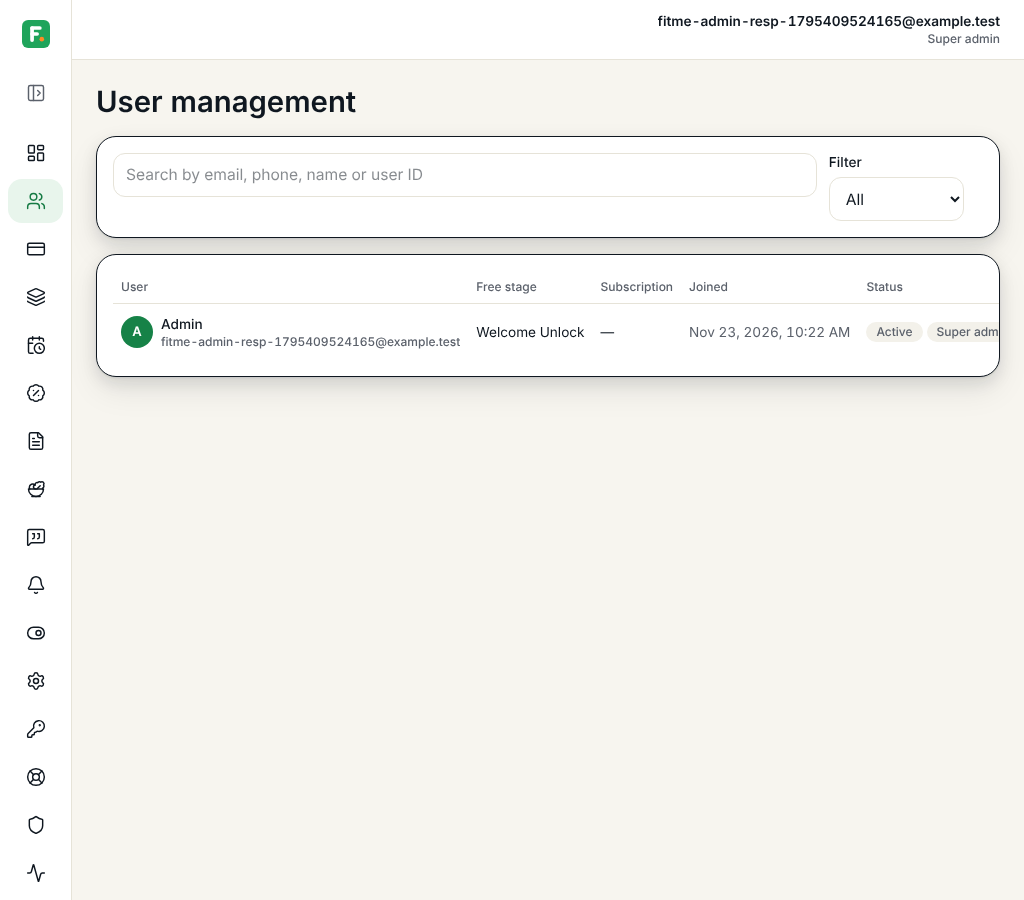 F.
fitme-admin-resp-1795409524165@example.test
Super admin
User management
Search by email, phone, name or user ID
Filter
All
User Free stage Subscription Joined Status
A Admin
fitme-admin-resp-1795409524165@example.test
Welcome Unlock — Nov 23, 2026, 10:22 AM Active Super adm